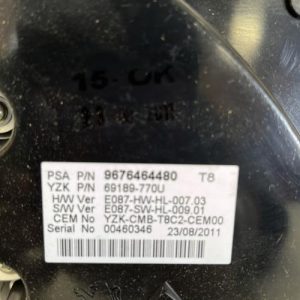 15-OK
PSA P/N 9676464480 T8
YZK P/N 69189-770U
H/W Ver E087-HW-HL-007.03
S/W Ver E087-SW-HL-009.01
CEM No YZK-CMB-T8C2-CEM00
Serial No 00460346 23/08/2011